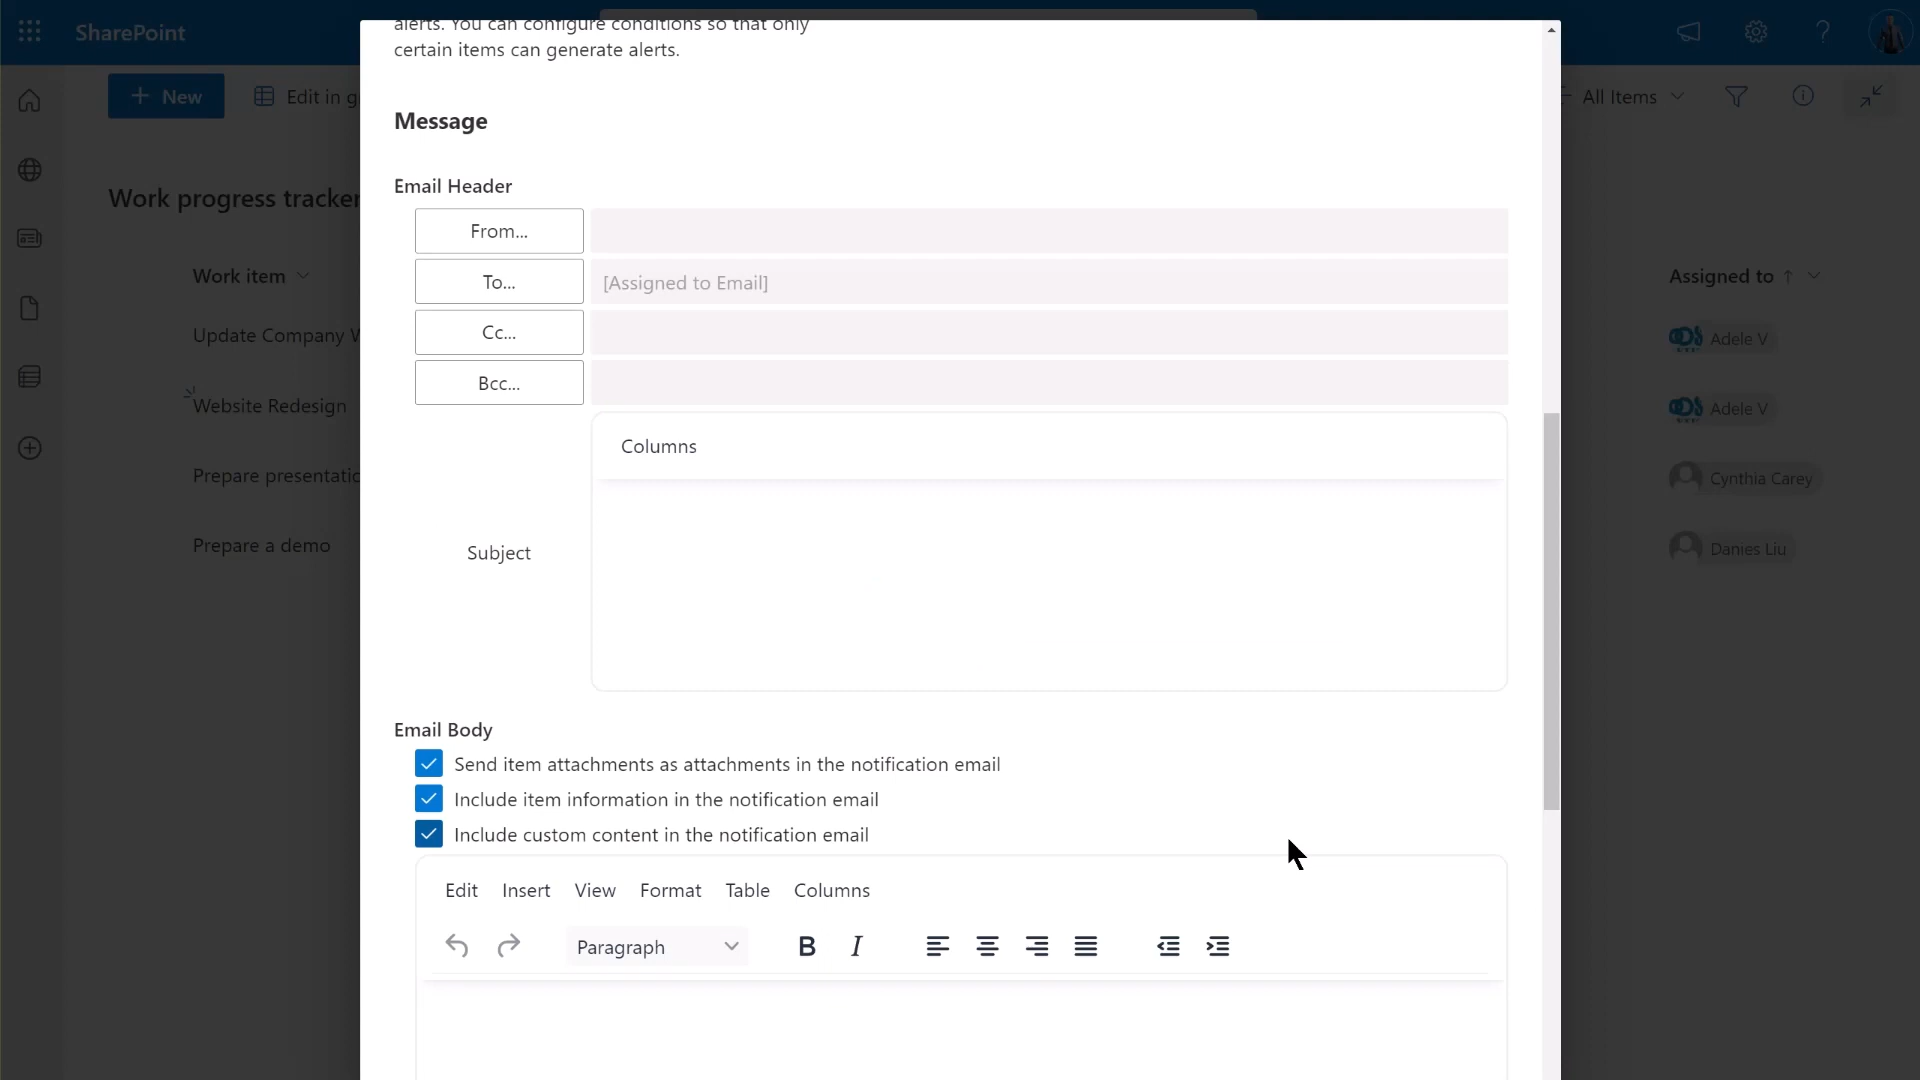 SharePoint
New
Edit in g
All Items
Work progress tracker
Work item
Update Company W
Website Redesign
Prepare presentatio
Prepare a demo
alerts. You can configure conditions so that only
certain items can generate alerts.
Message
Email Header
From...
To...
[Assigned to Email]
Cc...
Bcc...
Subject
Columns
Email Body
Send item attachments as attachments in the notification email
Include item information in the notification email
Include custom content in the notification email
Edit Insert View Format Table Columns
Paragraph
B I
Assigned to
Adele V
Adele V
Cynthia Carey
Danies Liu